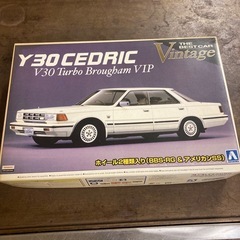 Y30 CEDRIC
V30 Turbo Brougham VIP
THE BEST CAR
Vintage
ホイール2種類入り(BBS-RG & アメリカンSS)